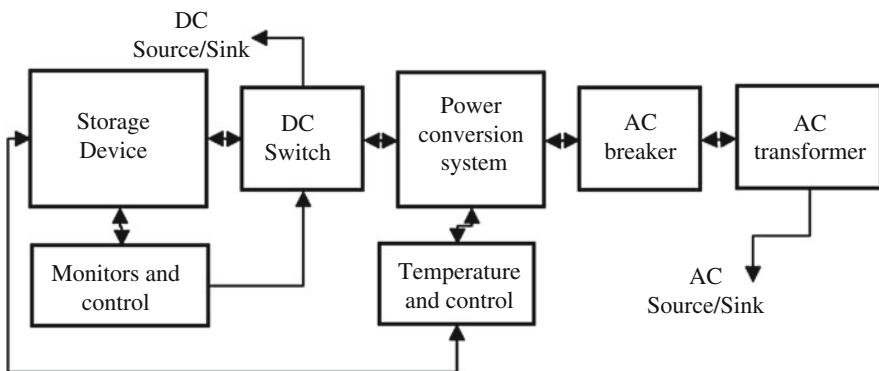 DC
Source/Sink
Storage
Device
DC
Switch
Power
conversion
system
AC
breaker
AC
transformer
Monitors and
control
Temperature
and control
AC
Source/Sink